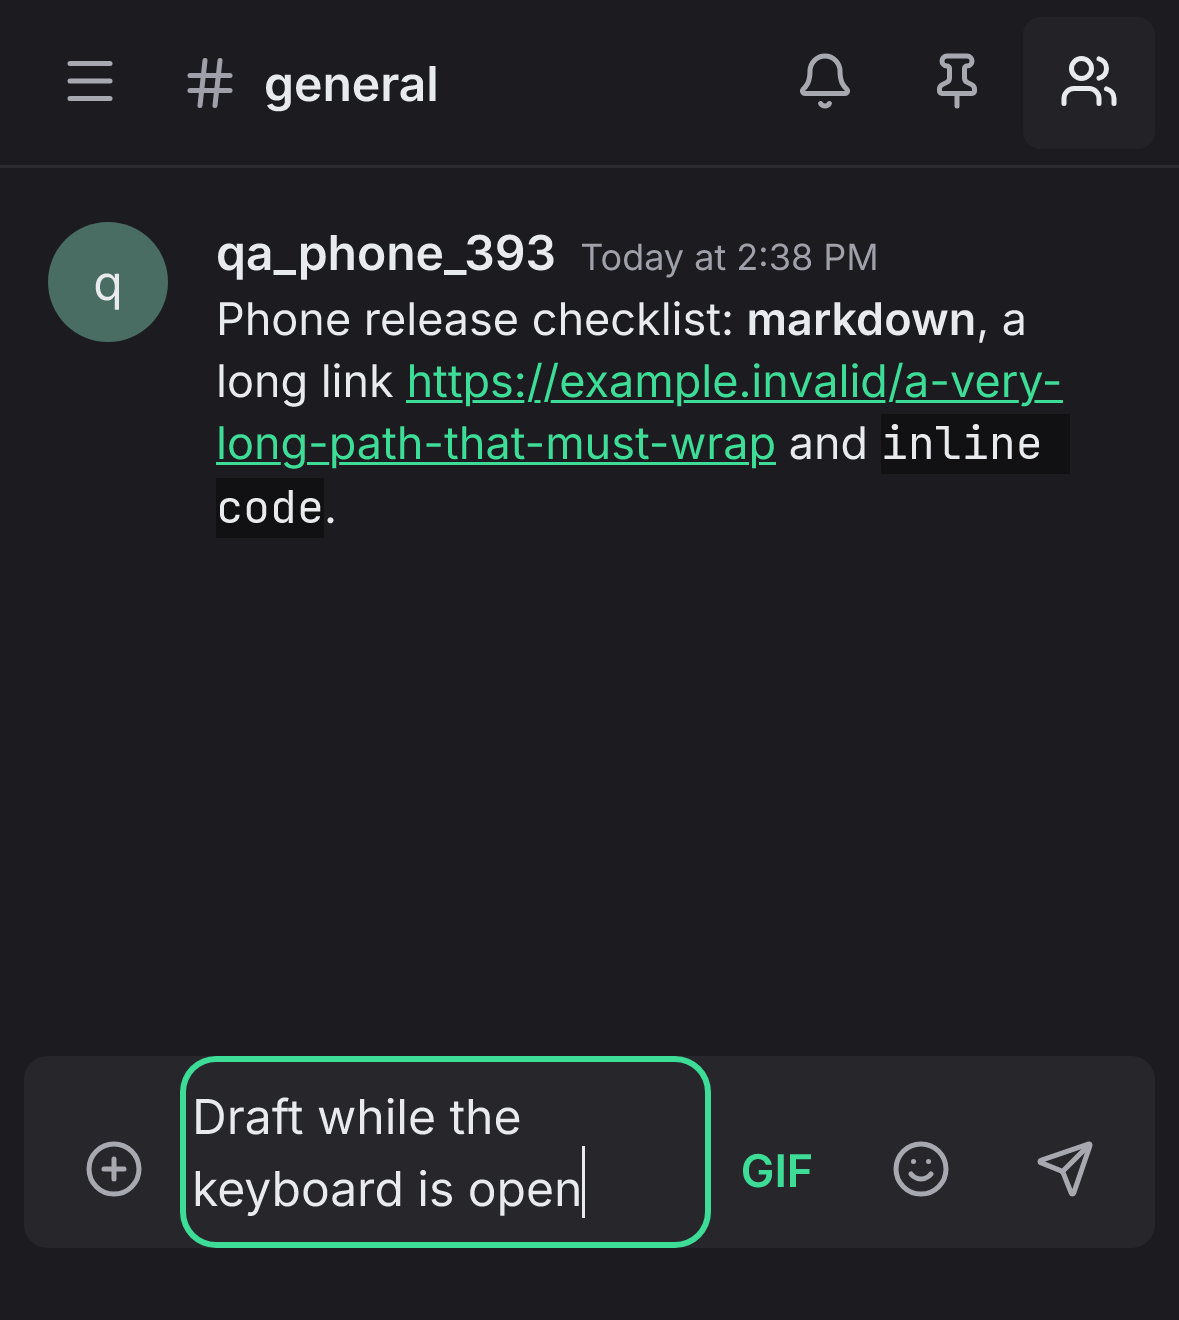 # general
q
qa_phone_393 Today at 2:38 PM
Phone release checklist: markdown, a
long link https://example.invalid/a-very-
long-path-that-must-wrap and inline
code.
Draft while the
keyboard is open
GIF